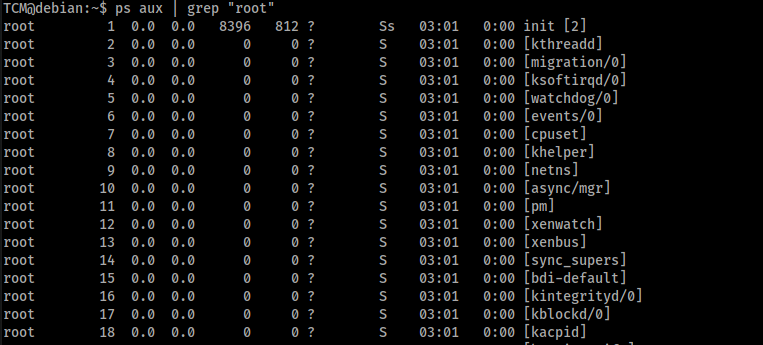 TCM@debian:~$ ps aux | grep "root"
root         1  0.0  0.0   8396   812 ?        Ss   03:01   0:00 init [2]
root         2  0.0  0.0      0     0 ?        S    03:01   0:00 [kthreadd]
root         3  0.0  0.0      0     0 ?        S    03:01   0:00 [migration/0]
root         4  0.0  0.0      0     0 ?        S    03:01   0:00 [ksoftirqd/0]
root         5  0.0  0.0      0     0 ?        S    03:01   0:00 [watchdog/0]
root         6  0.0  0.0      0     0 ?        S    03:01   0:00 [events/0]
root         7  0.0  0.0      0     0 ?        S    03:01   0:00 [cpuset]
root         8  0.0  0.0      0     0 ?        S    03:01   0:00 [khelper]
root         9  0.0  0.0      0     0 ?        S    03:01   0:00 [netns]
root        10  0.0  0.0      0     0 ?        S    03:01   0:00 [async/mgr]
root        11  0.0  0.0      0     0 ?        S    03:01   0:00 [pm]
root        12  0.0  0.0      0     0 ?        S    03:01   0:00 [xenwatch]
root        13  0.0  0.0      0     0 ?        S    03:01   0:00 [xenbus]
root        14  0.0  0.0      0     0 ?        S    03:01   0:00 [sync_supers]
root        15  0.0  0.0      0     0 ?        S    03:01   0:00 [bdi-default]
root        16  0.0  0.0      0     0 ?        S    03:01   0:00 [kintegrityd/0]
root        17  0.0  0.0      0     0 ?        S    03:01   0:00 [kblockd/0]
root        18  0.0  0.0      0     0 ?        S    03:01   0:00 [kacpid]